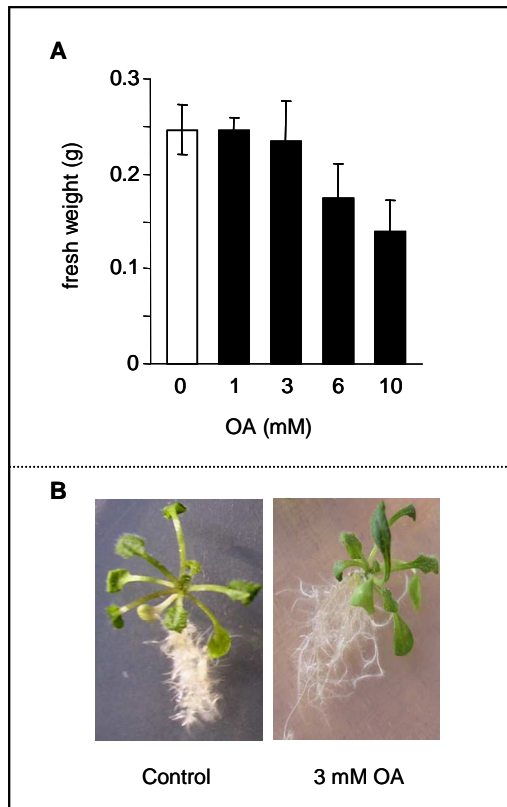 A
0.3
0.2
0.1
0
fresh weight (g)
0 1 3 6 10
OA (mM)
B
Control 3 mM OA